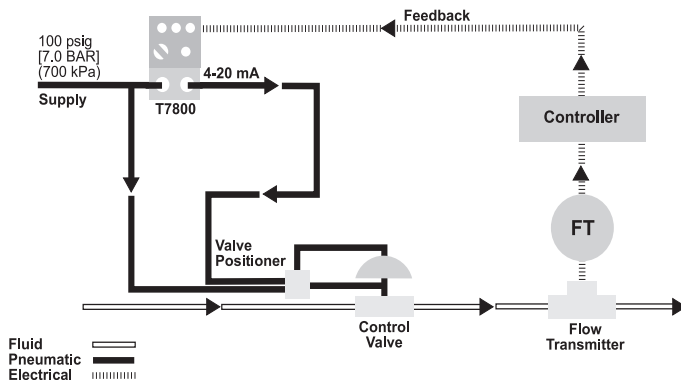 Feedback
100 psig
[7.0 BAR]
(700 kPa)
Supply
4-20 mA
T7800
Controller
FT
Valve
Positioner
Control
Valve
Flow
Transmitter
Fluid
Pneumatic
Electrical